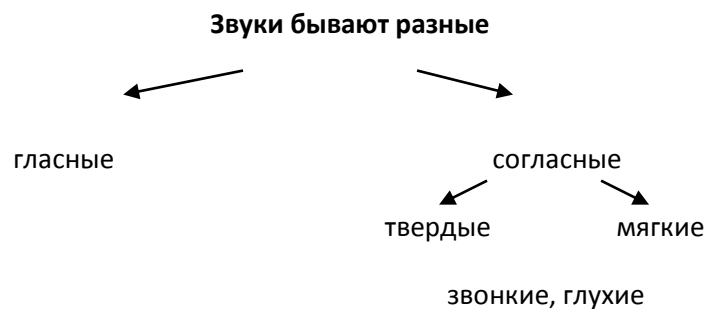 Звуки бывают разные
гласные согласные
твердые мягкие
звонкие, глухие